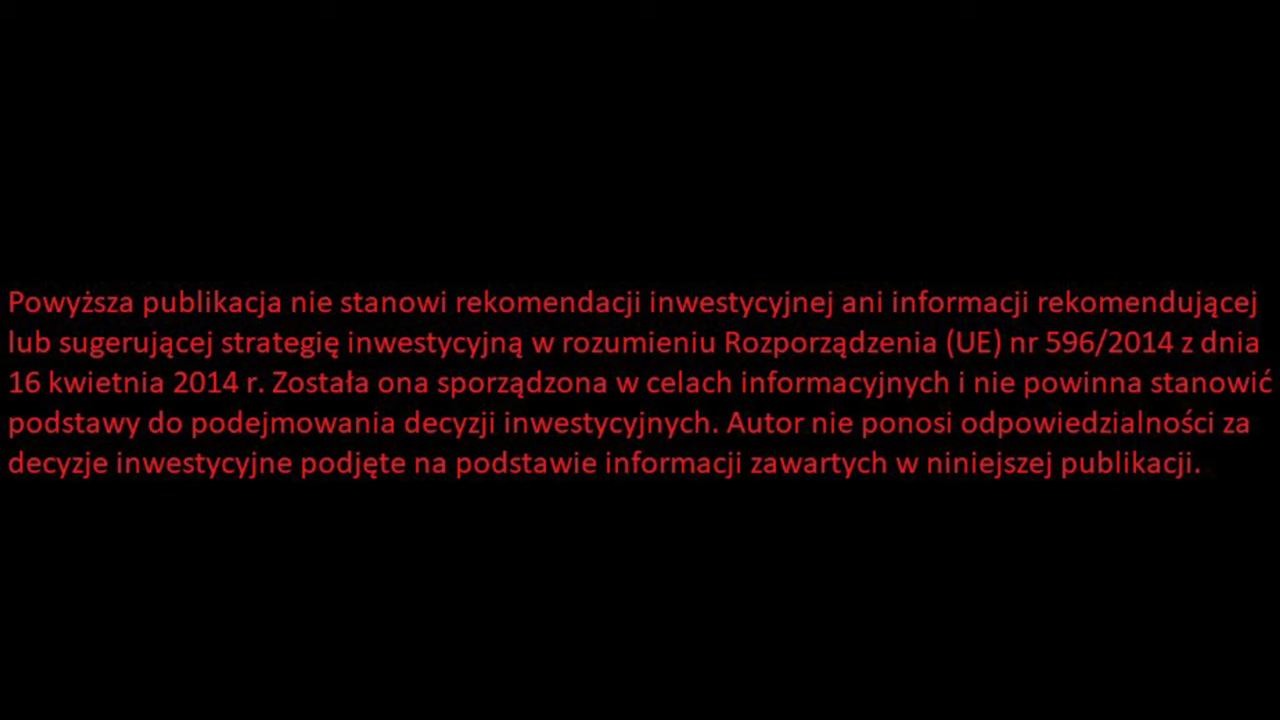 Powyższa publikacja nie stanowi rekomendacji inwestycyjnej ani informacji rekomendującej
lub sugerującej strategię inwestycyjną w rozumieniu Rozporządzenia (UE) nr 596/2014 z dnia
16 kwietnia 2014 r. Została ona sporządzona w celach informacyjnych i nie powinna stanowić
podstawy do podejmowania decyzji inwestycyjnych. Autor nie ponosi odpowiedzialności za
decyzje inwestycyjne podjęte na podstawie informacji zawartych w niniejszej publikacji.